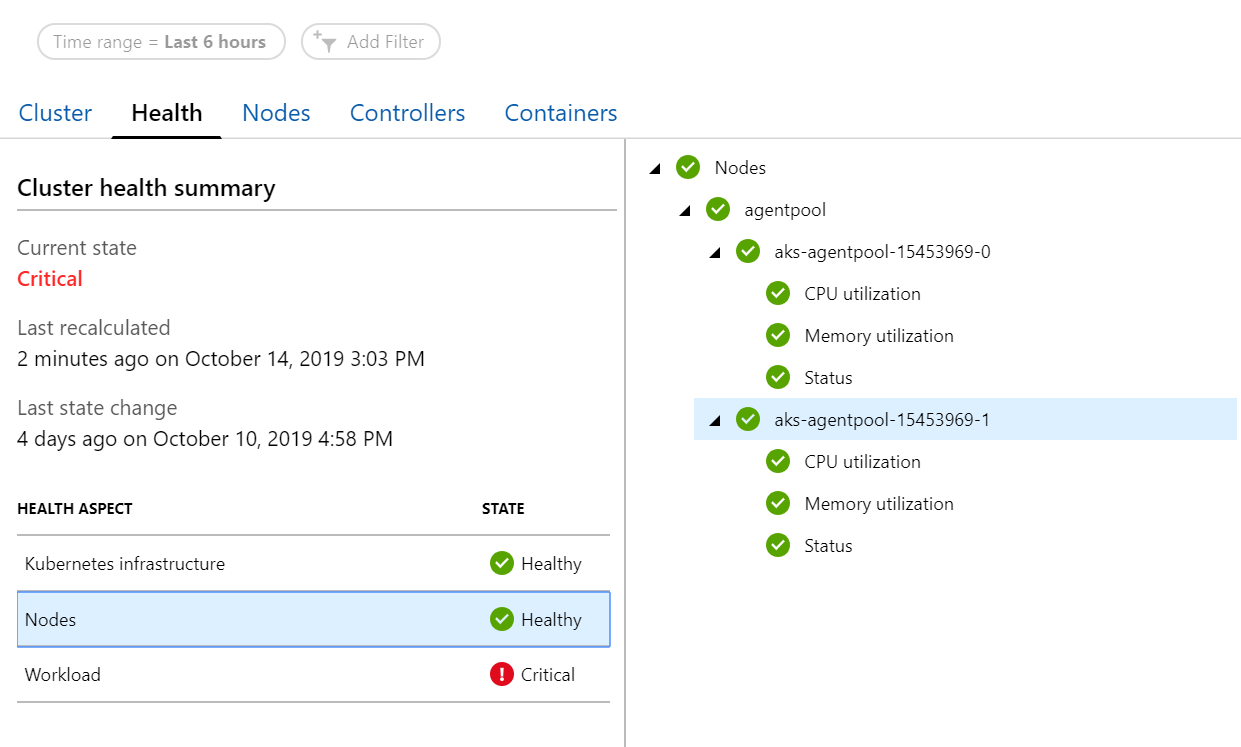 Time range = Last 6 hours
Add Filter
Cluster
Health
Nodes
Controllers
Containers
Cluster health summary
Current state
Critical
Last recalculated
2 minutes ago on October 14, 2019 3:03 PM
Last state change
4 days ago on October 10, 2019 4:58 PM
HEALTH ASPECT STATE
Kubernetes infrastructure Healthy
Nodes Healthy
Workload Critical
Nodes
agentpool
aks-agentpool-15453969-0
CPU utilization
Memory utilization
Status
aks-agentpool-15453969-1
CPU utilization
Memory utilization
Status